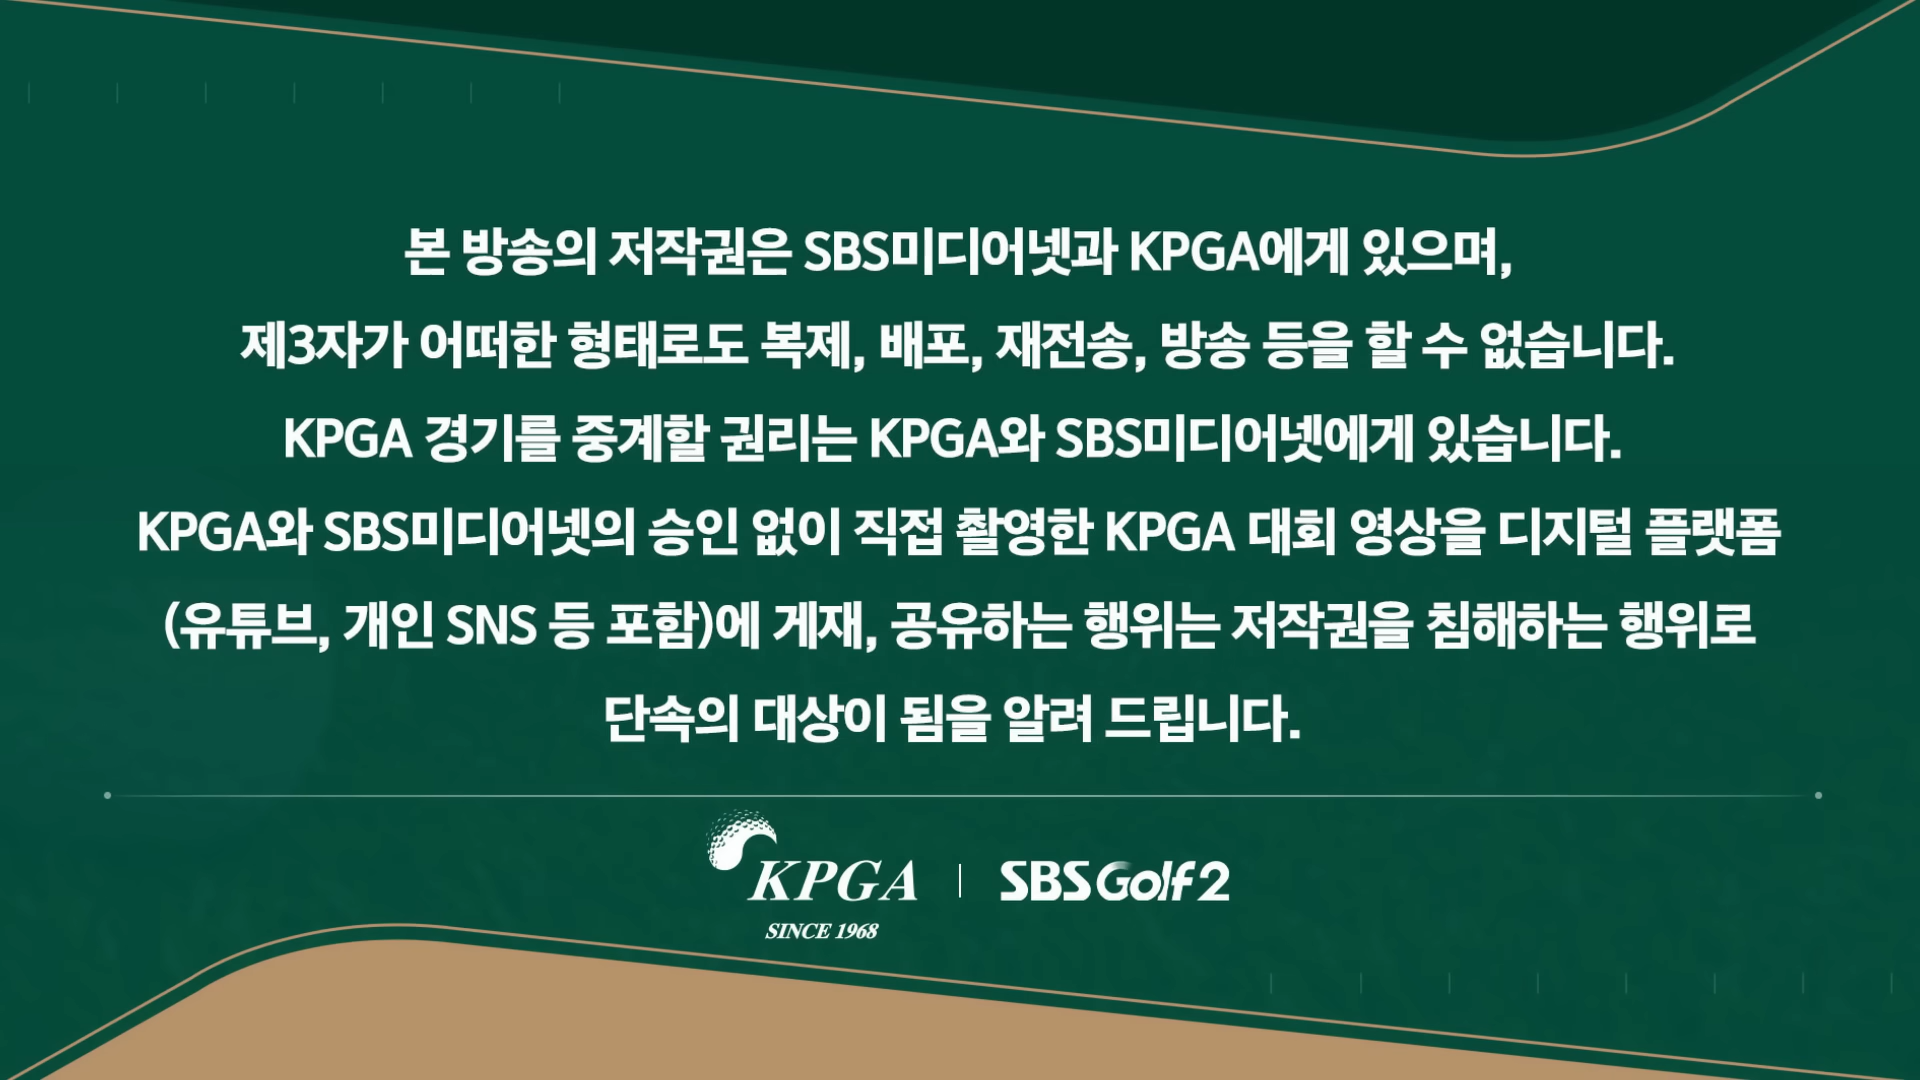 본 방송의 저작권은 SBS미디어넷과 KPGA에게 있으며,
제3자가 어떠한 형태로도 복제, 배포, 재전송, 방송 등을 할 수 없습니다.
KPGA 경기를 중계할 권리는 KPGA와 SBS미디어넷에게 있습니다.
KPGA와 SBS미디어넷의 승인 없이 직접 촬영한 KPGA 대회 영상을 디지털 플랫폼
(유튜브, 개인 SNS 등 포함)에 게재, 공유하는 행위는 저작권을 침해하는 행위로
단속의 대상이 됨을 알려 드립니다.
KPGA
SINCE 1968
SBS Golf 2